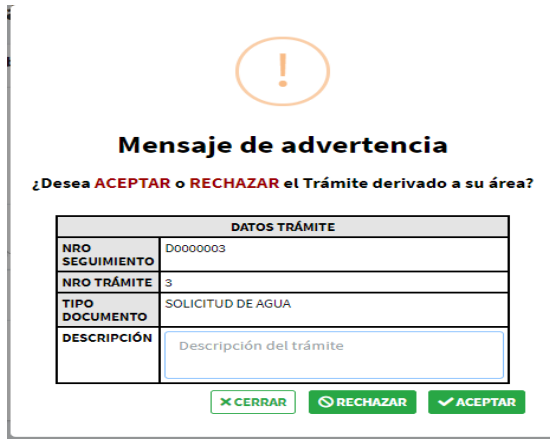 !
Mensaje de advertencia
¿Desea ACEPTAR o RECHAZAR el Trámite derivado a su área?
DATOS TRÁMITE
NRO SEGUIMIENTO D0000003
NRO TRÁMITE 3
TIPO DOCUMENTO SOLICITUD DE AGUA
DESCRIPCIÓN Descripción del trámite
CERRAR RECHAZAR ACEPTAR